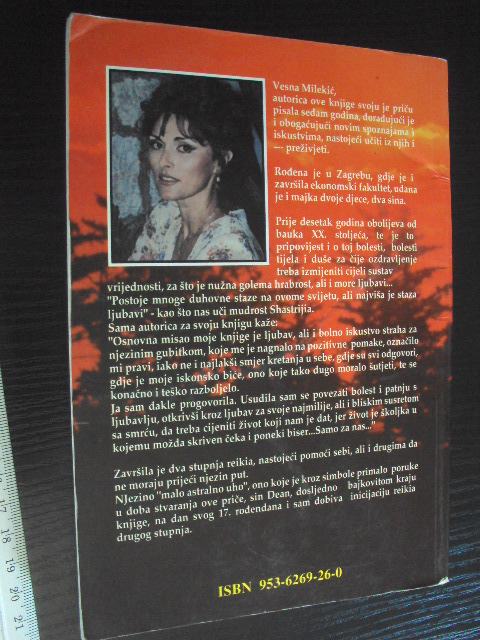 Vesna Milekić,
autorica ove knjige svoju je priču
pisala sedam godina, dorađujući je
i obogaćujući novim spoznajama i
iskustvima, nastojeći učiti iz njih i
— preživjeti.
Rođena je u Zagrebu, gdje je i
završila ekonomski fakultet, udana
je i majka dvoje djece, dva sina.
Prije desetak godina obolijeva od
bauka XX. stoljeća, te je to
pripovijest i o toj bolesti, bolesti
tijela i duše za čije ozdravljenje
treba izmijeniti cijeli sustav
vrijednosti, za što je nužna golema hrabrost, ali i more ljubavi...
"Postoje mnoge duhovne staze na ovome svijetu, ali najviša je staza
ljubavi" - kao što nas uči mudrost Shastrijia.
Sama autorica za svoju knjigu kaže:
"Osnovna misao moje knjige je ljubav, ali i bolno iskustvo straha za
njezinim gubitkom, koje me je nagnalo na pozitivne pomake, označilo
mi pravi, iako ne i najlakši smjer kretanja u sebe, gdje su svi odgovori,
gdje je moje iskonsko biće, ono koje tako dugo moralo šutjeti, te se
konačno i teško razboljelo.
Ja sam dakle progovorila. Usudila sam se povezati bolest i patnju s
ljubavlju, otkrivši kroz ljubav za svoje najmilije, ali i bliskim susretom
sa smrću, da treba cijeniti život koji nam je dat, jer život je školjka u
kojemu možda skriven čeka i poneki biser...Samo za nas..."
Završila je dva stupnja reikia, nastojeći pomoći sebi, ali i drugima da
ne moraju prijeći njezin put.
NJezino "malo astralno uho", ono koje je kroz simbole primalo poruke
u doba stvaranja ove priče, sin Dean, dosljedno bajkovitom kraju
knjige, na dan svog 17. rođendana i sam dobiva inicijaciju reikia
drugog stupnja.
ISBN 953-6269-26-0
17 18 19 20 21